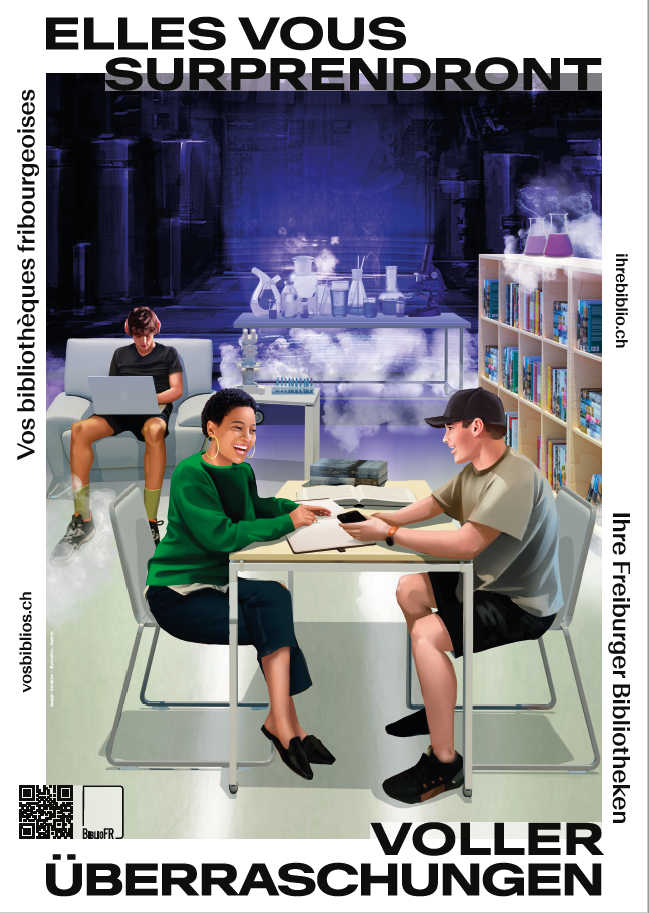 ELLES VOUS
SURPRENDRONT
Vos bibliothèques fribourgeoises
vosbiblios.ch
ihrebiblio.ch
Ihre Freiburger Bibliotheken
BIBLIOFR
VOLLER
ÜBERRASCHUNGEN